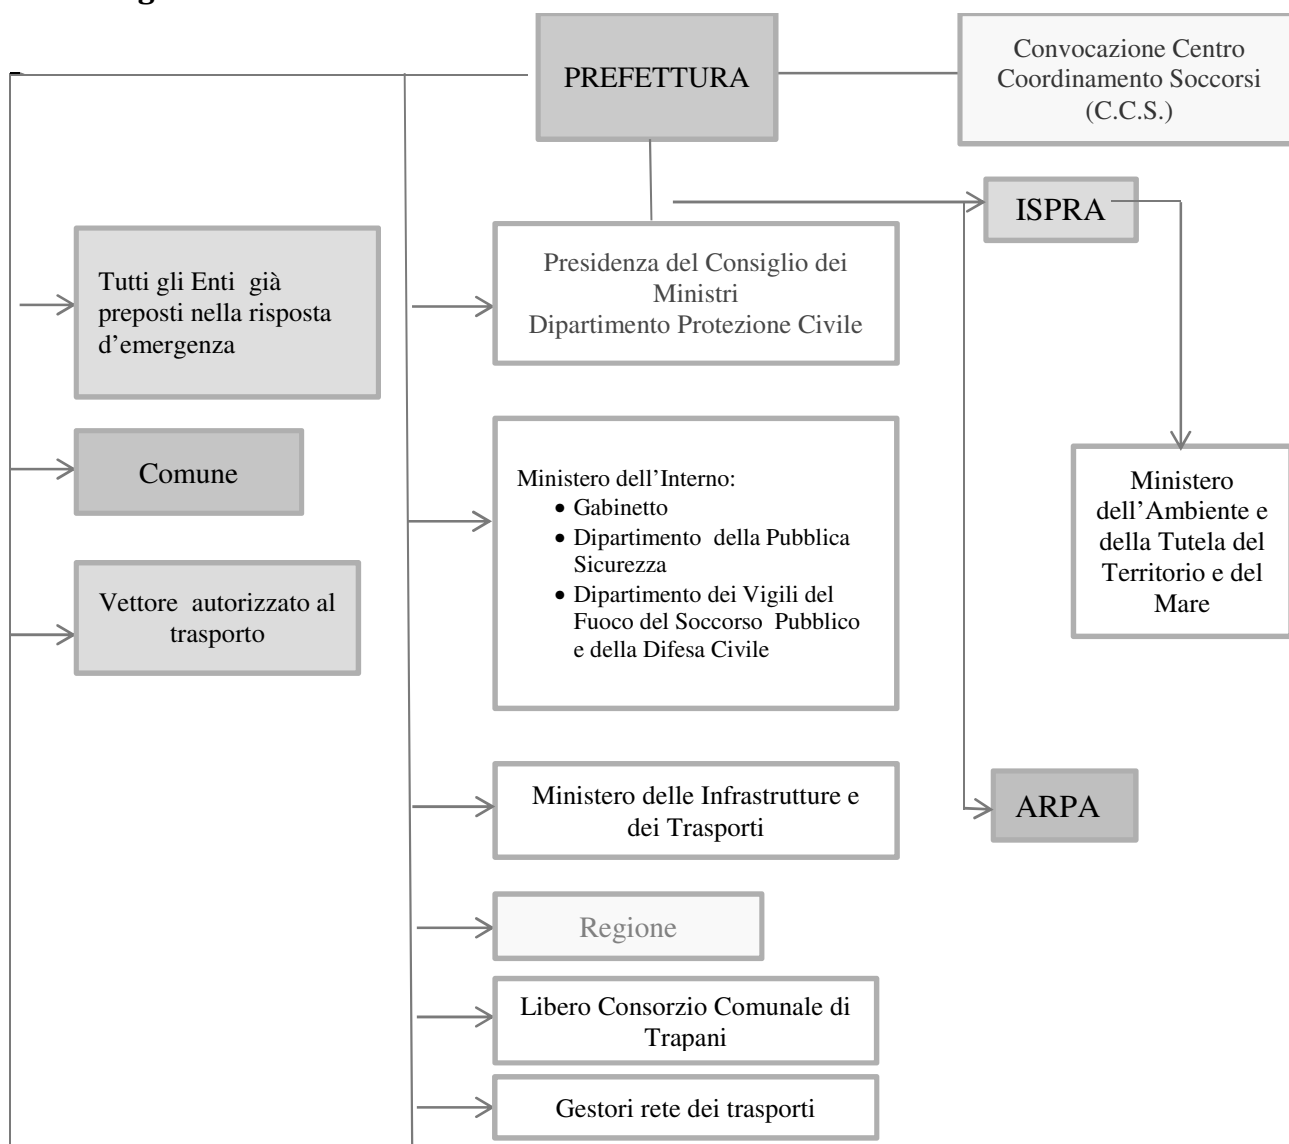 PREFETTURA
Convocazione Centro
Coordinamento Soccorsi
(C.C.S.)
ISPRA
Tutti gli Enti già
preposti nella risposta
d’emergenza
Presidenza del Consiglio dei
Ministri
Dipartimento Protezione Civile
Comune
Ministero dell’Interno:
• Gabinetto
• Dipartimento della Pubblica
Sicurezza
• Dipartimento dei Vigili del
Fuoco del Soccorso Pubblico
e della Difesa Civile
Ministero
dell’Ambiente e
della Tutela del
Territorio e del
Mare
Vettore autorizzato al
trasporto
Ministero delle Infrastrutture e
dei Trasporti
ARPA
Regione
Libero Consorzio Comunale di
Trapani
Gestori rete dei trasporti